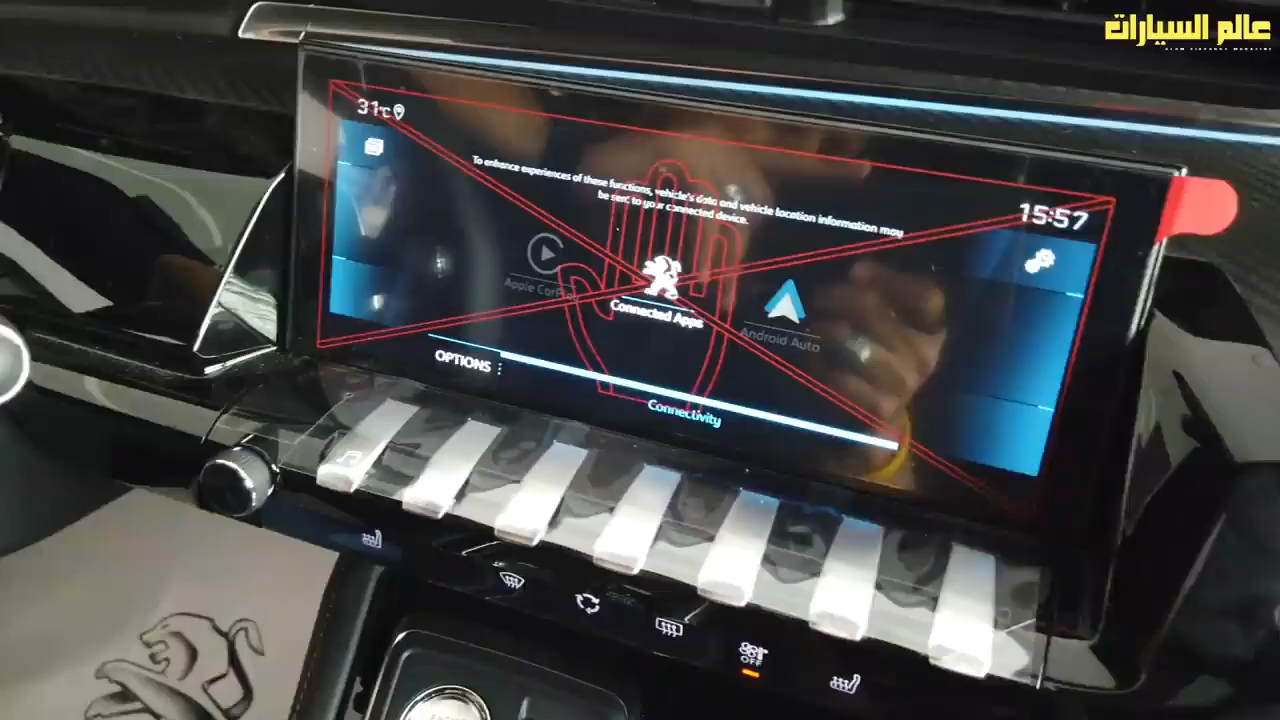 عالم السيارات
31°C
To enhance experiences of these functions, vehicle's data and vehicle location information may
be sent to your connected device.
15:57
Apple CarPlay
Connected Apps
Android Auto
OPTIONS
Connectivity
OFF